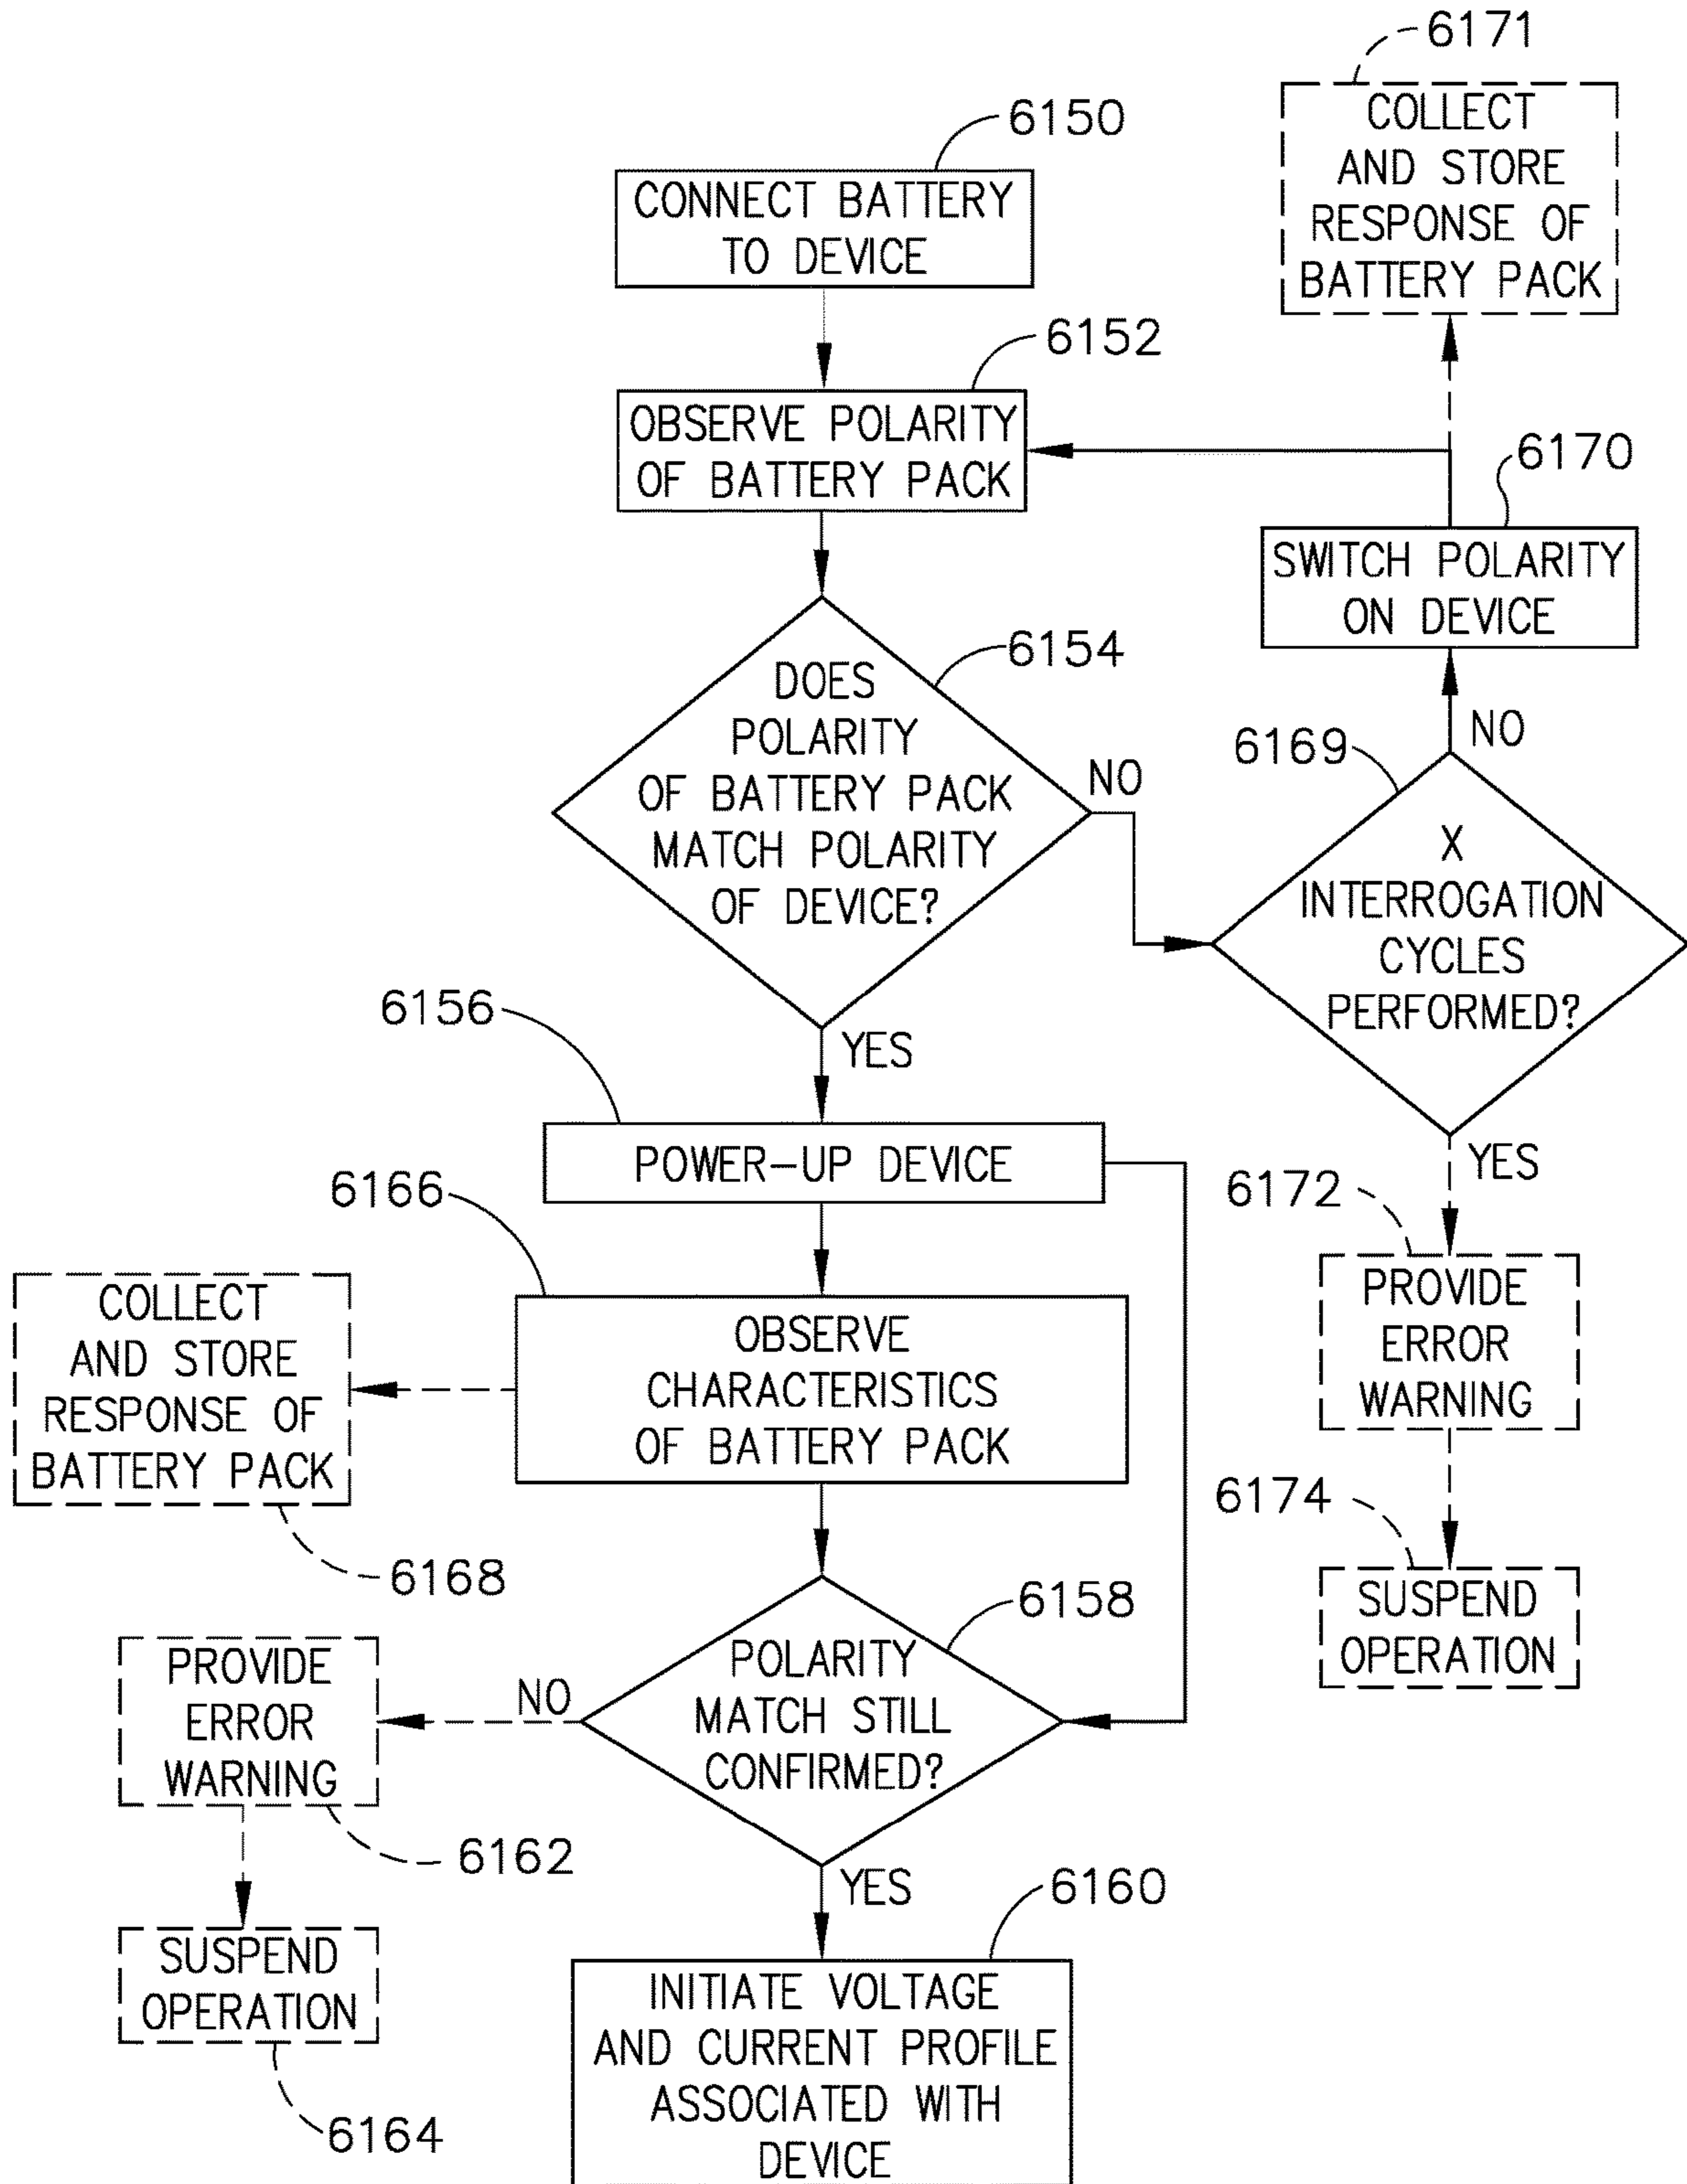 6171
COLLECT
AND STORE
RESPONSE OF
BATTERY PACK
6150
CONNECT BATTERY
TO DEVICE
6152
OBSERVE POLARITY
OF BATTERY PACK
6170
SWITCH POLARITY
ON DEVICE
6154
DOES
POLARITY
OF BATTERY PACK
MATCH POLARITY
OF DEVICE?
NO
6169
NO
X
INTERROGATION
CYCLES
PERFORMED?
YES
6156
YES
POWER-UP DEVICE
6166
OBSERVE
CHARACTERISTICS
OF BATTERY PACK
COLLECT
AND STORE
RESPONSE OF
BATTERY PACK
6168
6172
PROVIDE
ERROR
WARNING
6174
SUSPEND
OPERATION
6158
POLARITY
MATCH STILL
CONFIRMED?
NO
PROVIDE
ERROR
WARNING
6162
SUSPEND
OPERATION
6164
YES
6160
INITIATE VOLTAGE
AND CURRENT PROFILE
ASSOCIATED WITH
DEVICE